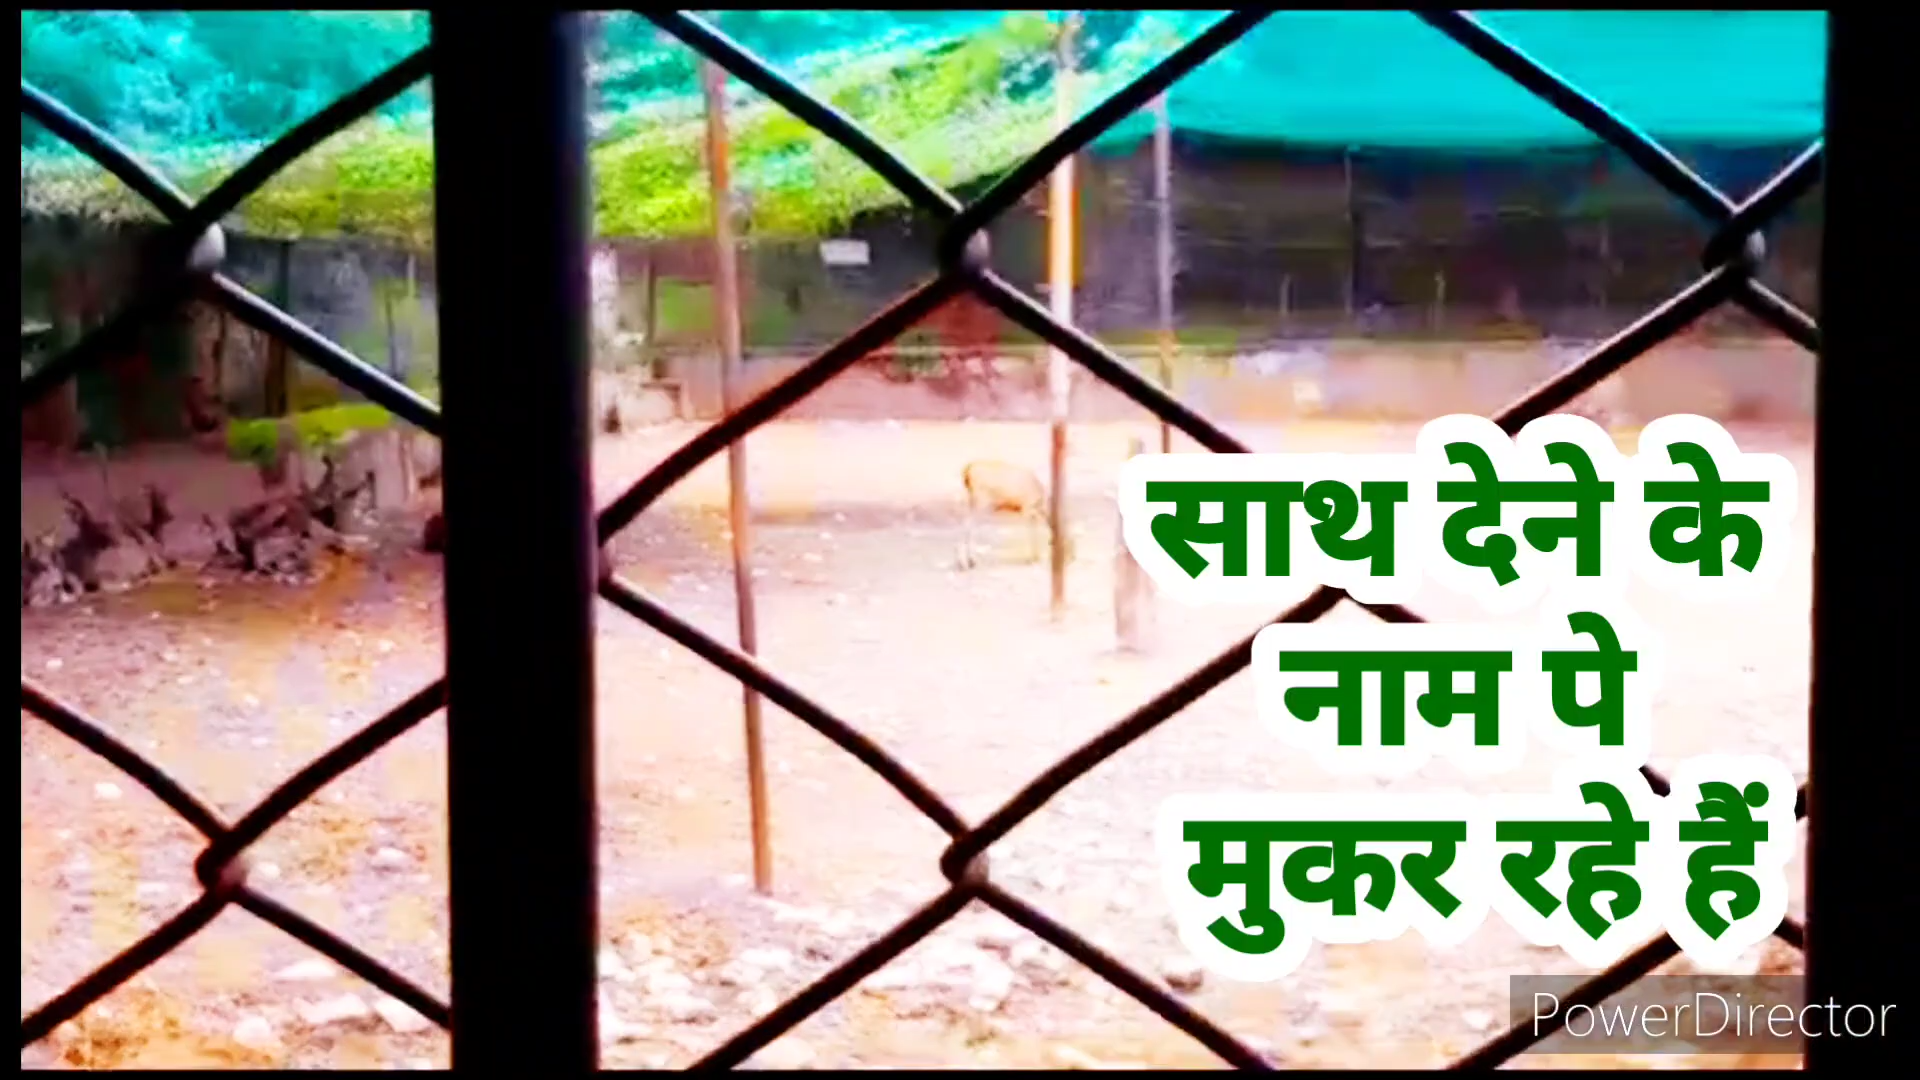 साथ देने के
नाम पे
मुकर रहे हैं
PowerDirector